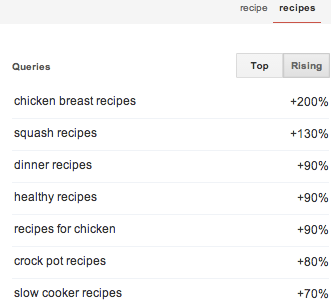 recipe recipes
Queries Top Rising
chicken breast recipes +200%
squash recipes +130%
dinner recipes +90%
healthy recipes +90%
recipes for chicken +90%
crock pot recipes +80%
slow cooker recipes +70%